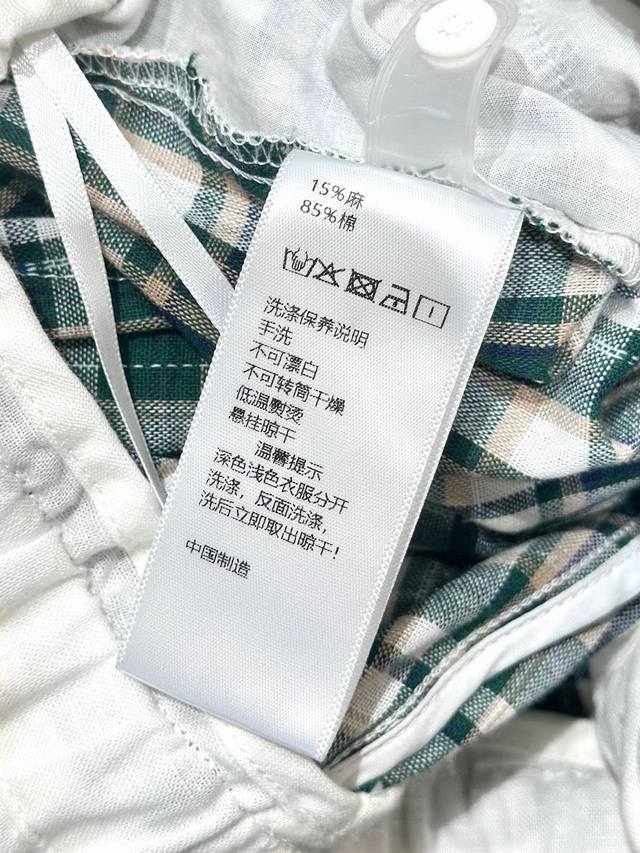 15%麻
85%棉
洗涤保养说明
手洗
不可漂白
不可转筒干燥
低温熨烫
悬挂晾干
温馨提示
深色浅色衣服分开
洗涤，反面洗涤，
洗后立即取出晾干！
中国制造